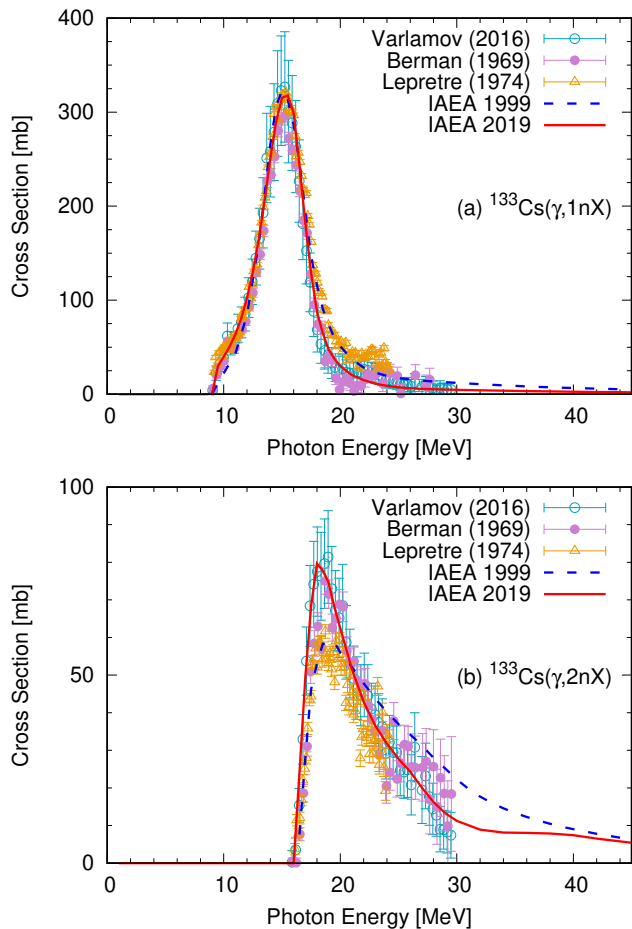 400
300
200
100
0
0 10 20 30 40
Cross Section [mb]
Photon Energy [MeV]
Varlamov (2016)
Berman (1969)
Lepretre (1974)
IAEA 1999
IAEA 2019
(a) ¹³³Cs(γ,1nX)
100
50
0
0 10 20 30 40
Cross Section [mb]
Photon Energy [MeV]
Varlamov (2016)
Berman (1969)
Lepretre (1974)
IAEA 1999
IAEA 2019
(b) ¹³³Cs(γ,2nX)